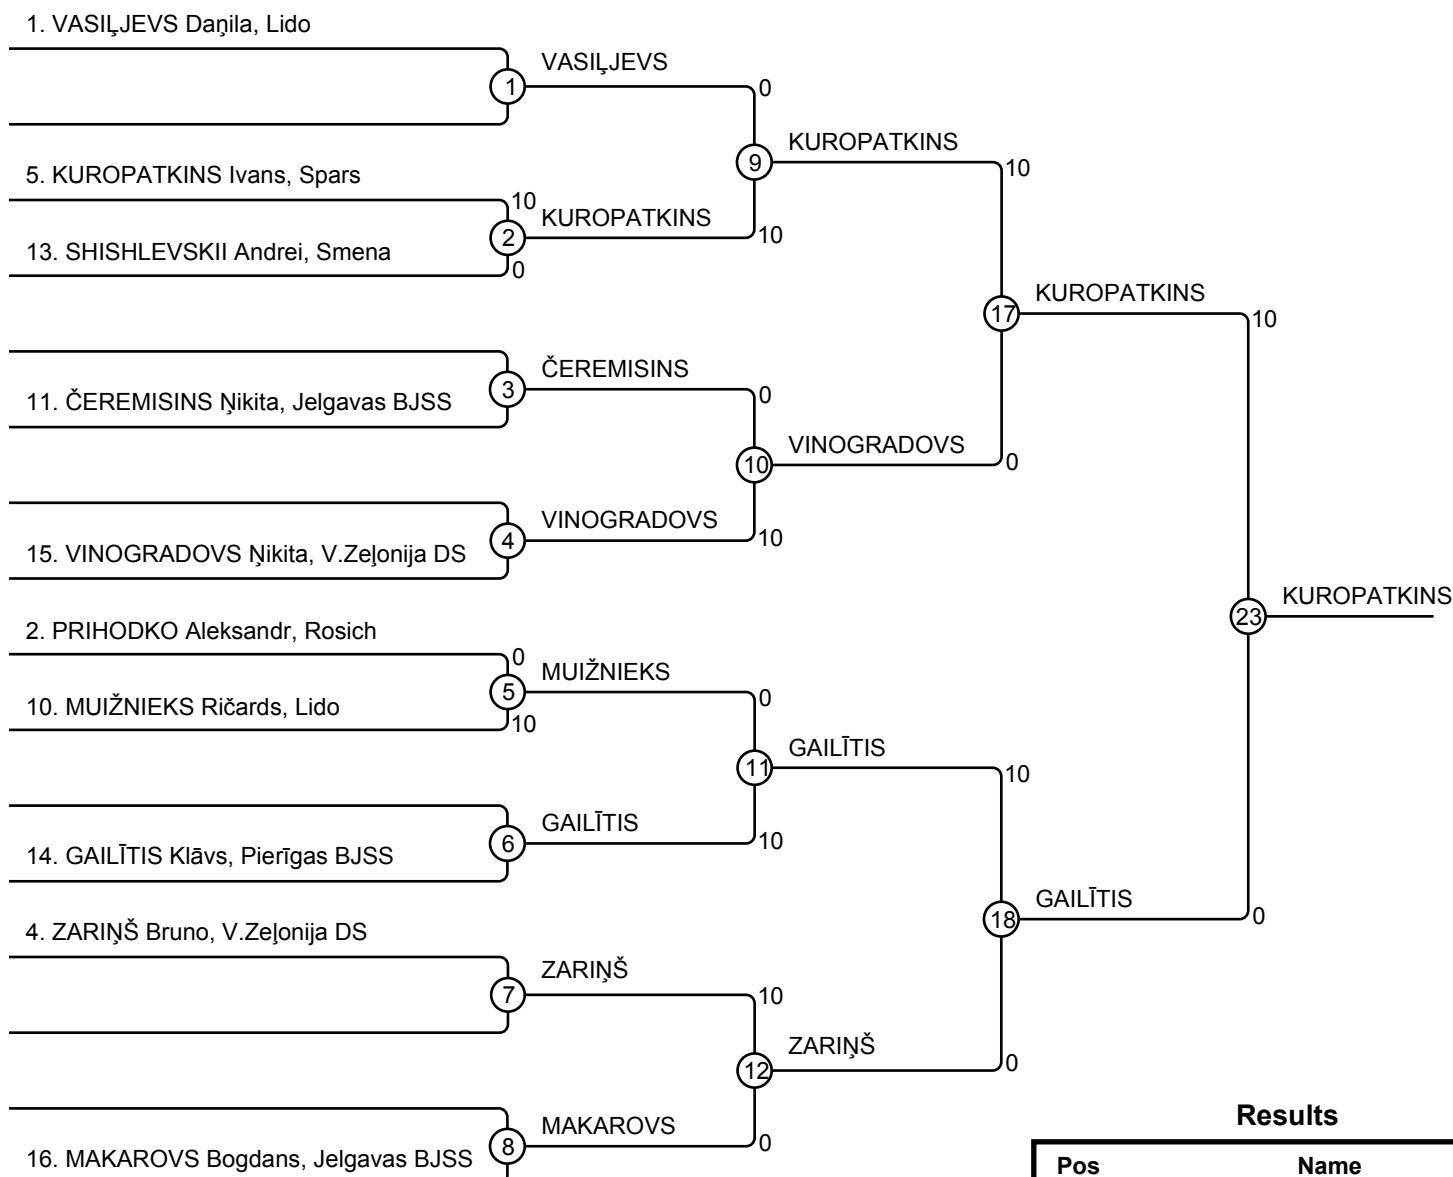 1. VASIĻJEVS Daņila, Lido
1
VASIĻJEVS
0
9
KUROPATKINS
10
5. KUROPATKINS Ivans, Spars
10
2
KUROPATKINS
10
13. SHISHLEVSKII Andrei, Smena
0
17
KUROPATKINS
10
3
ČEREMISINS
0
11. ČEREMISINS Ņikita, Jelgavas BJSS
10
VINOGRADOVS
0
4
VINOGRADOVS
10
15. VINOGRADOVS Ņikita, V.Zeļonija DS
23
KUROPATKINS
2. PRIHODKO Aleksandr, Rosich
0
5
MUIŽNIEKS
0
10. MUIŽNIEKS Ričards, Lido
10
11
GAILĪTIS
10
6
GAILĪTIS
10
14. GAILĪTIS Klāvs, Pierīgas BJSS
18
GAILĪTIS
0
4. ZARIŅŠ Bruno, V.Zeļonija DS
7
ZARIŅŠ
10
12
ZARIŅŠ
0
8
MAKAROVS
0
16. MAKAROVS Bogdans, Jelgavas BJSS
Results
Pos Name